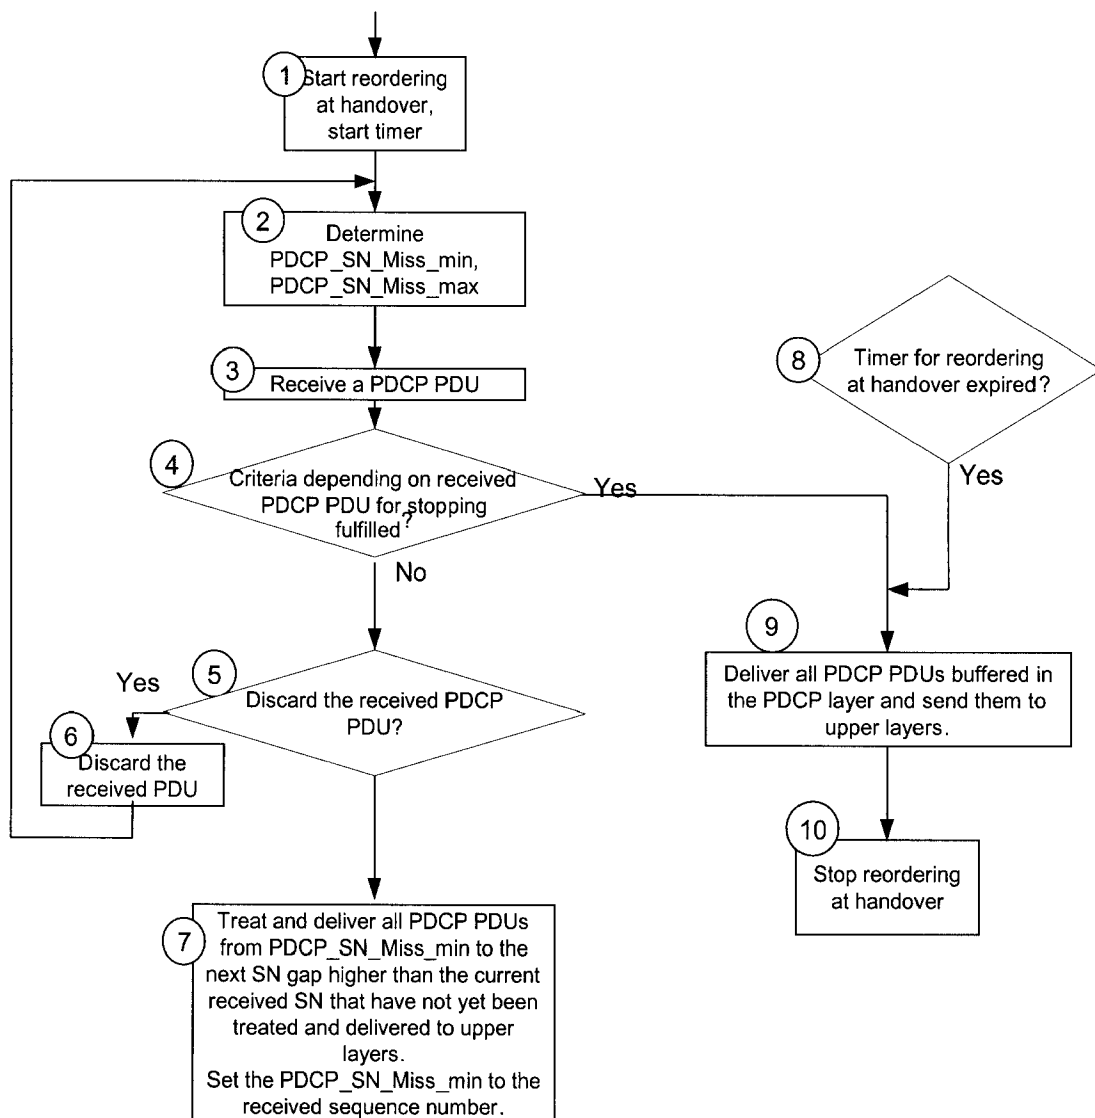 1
Start reordering
at handover,
start timer
2
Determine
PDCP_SN_Miss_min,
PDCP_SN_Miss_max
3
Receive a PDCP PDU
4
Criteria depending on received
PDCP PDU for stopping
fulfilled?
Yes
No
8
Timer for reordering
at handover expired?
Yes
5
Discard the received PDCP
PDU?
Yes
6
Discard the
received PDU
9
Deliver all PDCP PDUs buffered in
the PDCP layer and send them to
upper layers.
10
Stop reordering
at handover
7
Treat and deliver all PDCP PDUs
from PDCP_SN_Miss_min to the
next SN gap higher than the current
received SN that have not yet been
treated and delivered to upper
layers.
Set the PDCP_SN_Miss_min to the
received sequence number.